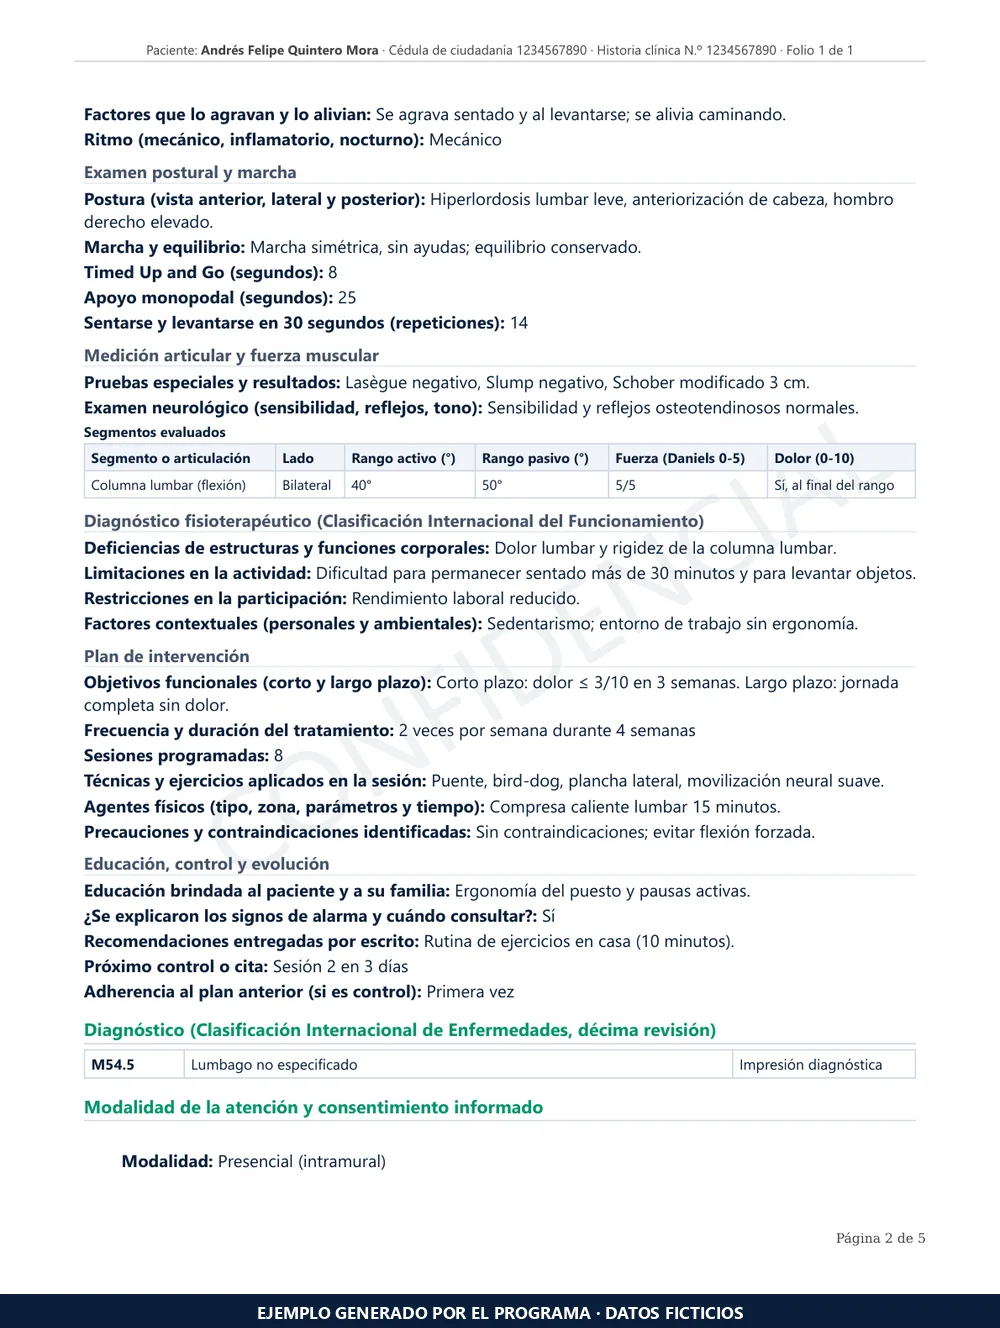 Paciente: Andrés Felipe Quintero Mora · Cédula de ciudadanía 1234567890 · Historia clínica N.º 1234567890 · Folio 1 de 1
Factores que lo agravan y lo alivian: Se agrava sentado y al levantarse; se alivia caminando.
Ritmo (mecánico, inflamatorio, nocturno): Mecánico
Examen postural y marcha
Postura (vista anterior, lateral y posterior): Hiperlordosis lumbar leve, anteriorización de cabeza, hombro
derecho elevado.
Marcha y equilibrio: Marcha simétrica, sin ayudas; equilibrio conservado.
Timed Up and Go (segundos): 8
Apoyo monopodal (segundos): 25
Sentarse y levantarse en 30 segundos (repeticiones): 14
Medición articular y fuerza muscular
Pruebas especiales y resultados: Lasègue negativo, Slump negativo, Schober modificado 3 cm.
Examen neurológico (sensibilidad, reflejos, tono): Sensibilidad y reflejos osteotendinosos normales.
Segmentos evaluados
Segmento o articulación Lado Rango activo (°) Rango pasivo (°) Fuerza (Daniels 0-5) Dolor (0-10)
Columna lumbar (flexión) Bilateral 40° 50° 5/5 Sí, al final del rango
Diagnóstico fisioterapéutico (Clasificación Internacional del Funcionamiento)
Deficiencias de estructuras y funciones corporales: Dolor lumbar y rigidez de la columna lumbar.
Limitaciones en la actividad: Dificultad para permanecer sentado más de 30 minutos y para levantar objetos.
Restricciones en la participación: Rendimiento laboral reducido.
Factores contextuales (personales y ambientales): Sedentarismo; entorno de trabajo sin ergonomía.
Plan de intervención
Objetivos funcionales (corto y largo plazo): Corto plazo: dolor ≤ 3/10 en 3 semanas. Largo plazo: jornada
completa sin dolor.
Frecuencia y duración del tratamiento: 2 veces por semana durante 4 semanas
Sesiones programadas: 8
Técnicas y ejercicios aplicados en la sesión: Puente, bird-dog, plancha lateral, movilización neural suave.
Agentes físicos (tipo, zona, parámetros y tiempo): Compresa caliente lumbar 15 minutos.
Precauciones y contraindicaciones identificadas: Sin contraindicaciones; evitar flexión forzada.
Educación, control y evolución
Educación brindada al paciente y a su familia: Ergonomía del puesto y pausas activas.
¿Se explicaron los signos de alarma y cuándo consultar?: Sí
Recomendaciones entregadas por escrito: Rutina de ejercicios en casa (10 minutos).
Próximo control o cita: Sesión 2 en 3 días
Adherencia al plan anterior (si es control): Primera vez
Diagnóstico (Clasificación Internacional de Enfermedades, décima revisión)
M54.5 Lumbago no especificado Impresión diagnóstica
Modalidad de la atención y consentimiento informado
Modalidad: Presencial (intramural)
CONFIDENCIAL
Página 2 de 5
EJEMPLO GENERADO POR EL PROGRAMA · DATOS FICTICIOS